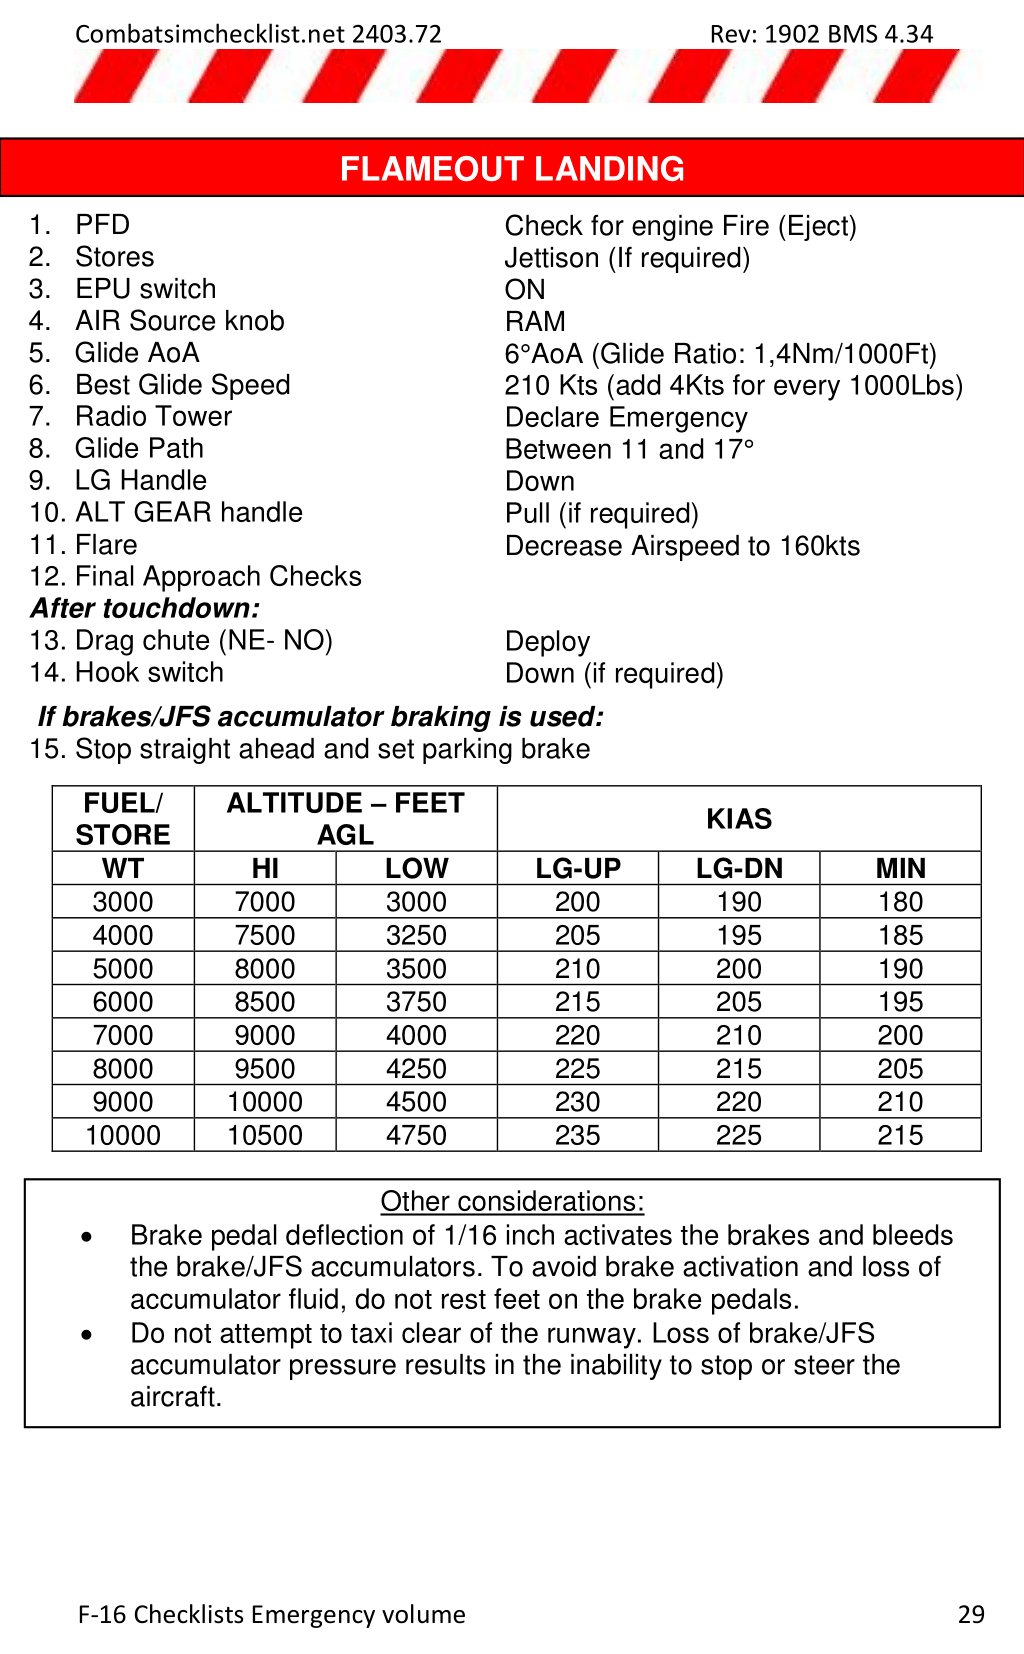 Combatsimchecklist.net 2403.72 Rev: 1902 BMS 4.34
FLAMEOUT LANDING
1. PFD Check for engine Fire (Eject)
2. Stores Jettison (If required)
3. EPU switch ON
4. AIR Source knob RAM
5. Glide AoA 6°AoA (Glide Ratio: 1,4Nm/1000Ft)
6. Best Glide Speed 210 Kts (add 4Kts for every 1000Lbs)
7. Radio Tower Declare Emergency
8. Glide Path Between 11 and 17°
9. LG Handle Down
10. ALT GEAR handle Pull (if required)
11. Flare Decrease Airspeed to 160kts
12. Final Approach Checks
After touchdown:
13. Drag chute (NE- NO) Deploy
14. Hook switch Down (if required)
If brakes/JFS accumulator braking is used:
15. Stop straight ahead and set parking brake
FUEL/ STORE ALTITUDE – FEET AGL KIAS
WT HI LOW LG-UP LG-DN MIN
3000 7000 3000 200 190 180
4000 7500 3250 205 195 185
5000 8000 3500 210 200 190
6000 8500 3750 215 205 195
7000 9000 4000 220 210 200
8000 9500 4250 225 215 205
9000 10000 4500 230 220 210
10000 10500 4750 235 225 215
Other considerations:
• Brake pedal deflection of 1/16 inch activates the brakes and bleeds
the brake/JFS accumulators. To avoid brake activation and loss of
accumulator fluid, do not rest feet on the brake pedals.
• Do not attempt to taxi clear of the runway. Loss of brake/JFS
accumulator pressure results in the inability to stop or steer the
aircraft.
F-16 Checklists Emergency volume 29